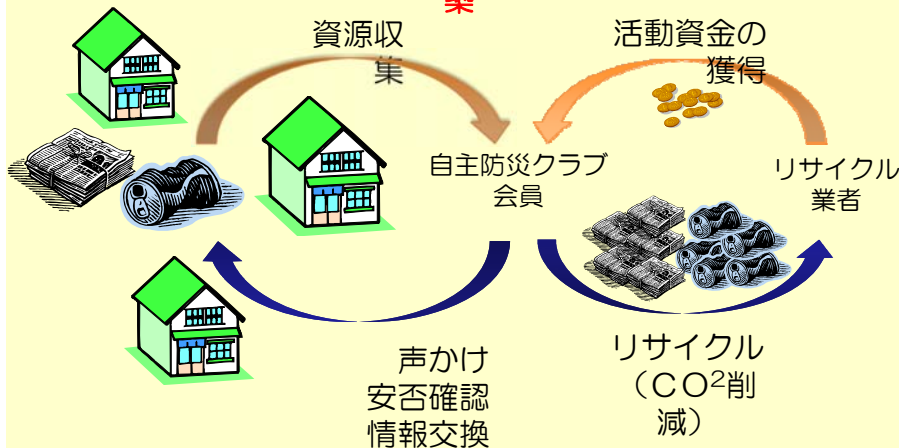 資源収
集
活動資金の
獲得
自主防災クラブ
会員
リサイクル
業者
声かけ
安否確認
情報交換
リサイクル
（ＣＯ²削
減）